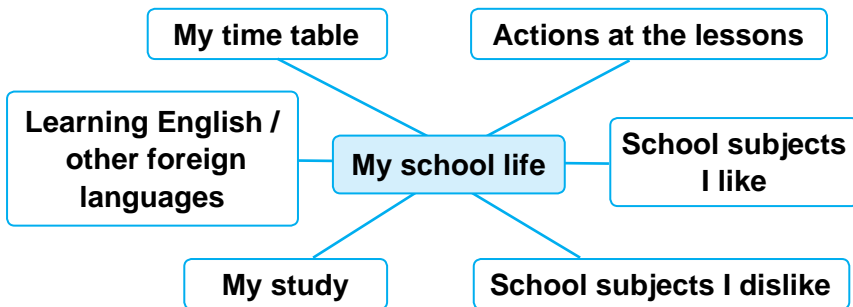 My time table
Actions at the lessons
Learning English /
other foreign
languages
My school life
School subjects
I like
My study
School subjects I dislike